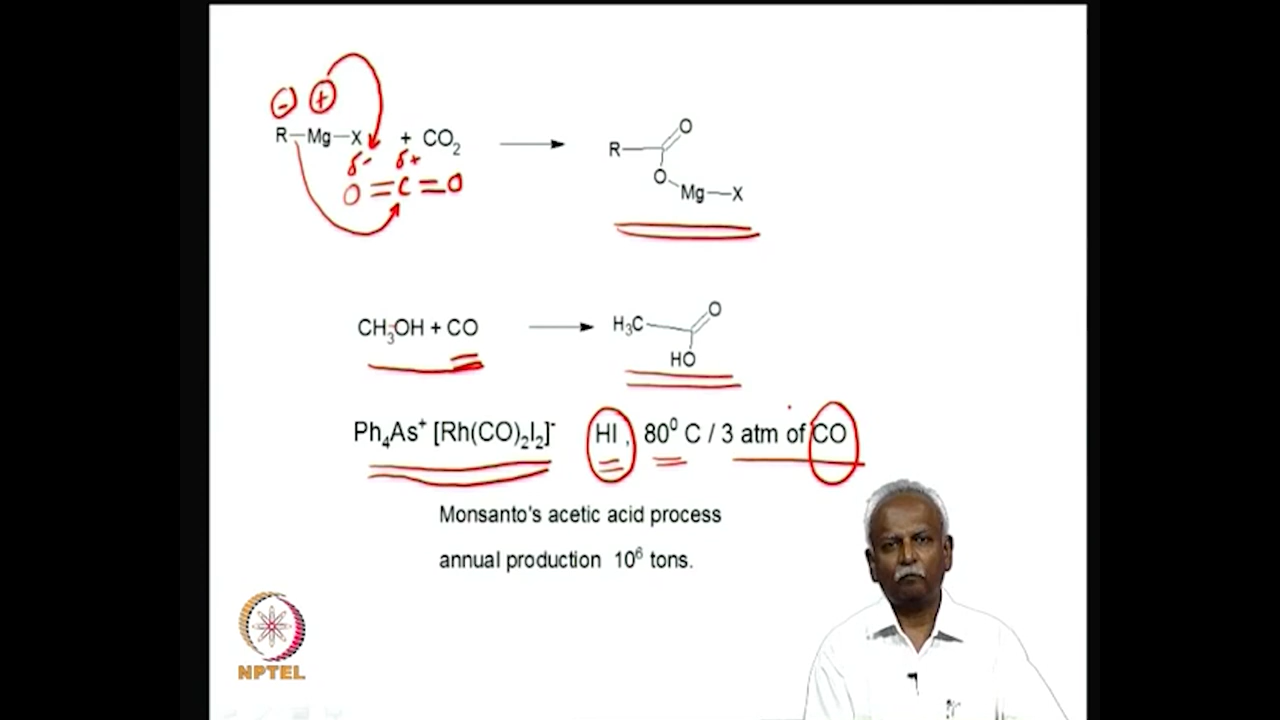 ⊖ ⊕
R—Mg—X + CO₂ → R O
δ- δ+
O=C=O
O Mg—X
CH₃OH + CO → H₃C O
HO
Ph₄As⁺ [Rh(CO)₂I₂]⁻ HI , 80⁰ C / 3 atm of CO
Monsanto's acetic acid process
annual production 10⁶ tons.
NPTEL